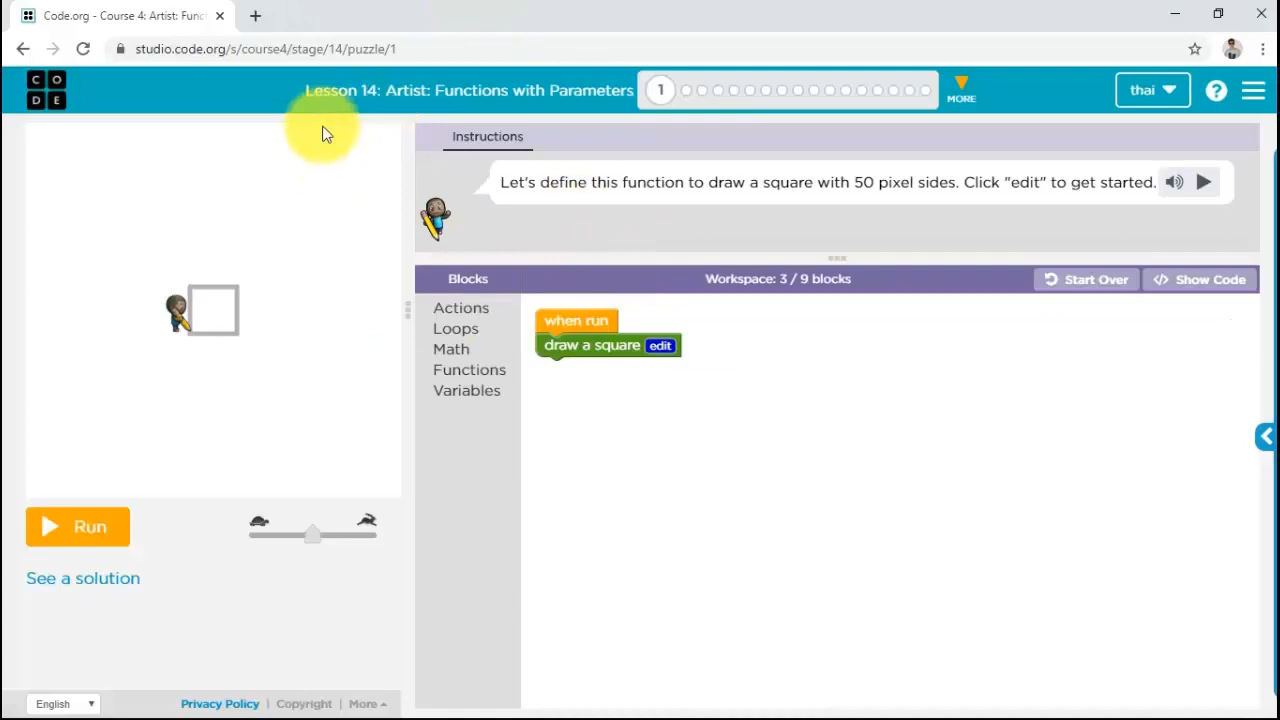 Code.org - Course 4: Artist: Func
studio.code.org/s/course4/stage/14/puzzle/1
C O
D E
Lesson 14: Artist: Functions with Parameters
1
MORE
thai
?
Instructions
Let's define this function to draw a square with 50 pixel sides. Click "edit" to get started.
Blocks
Workspace: 3 / 9 blocks
Start Over
</> Show Code
Actions
Loops
Math
Functions
Variables
when run
draw a square edit
Run
See a solution
English
Privacy Policy | Copyright | More